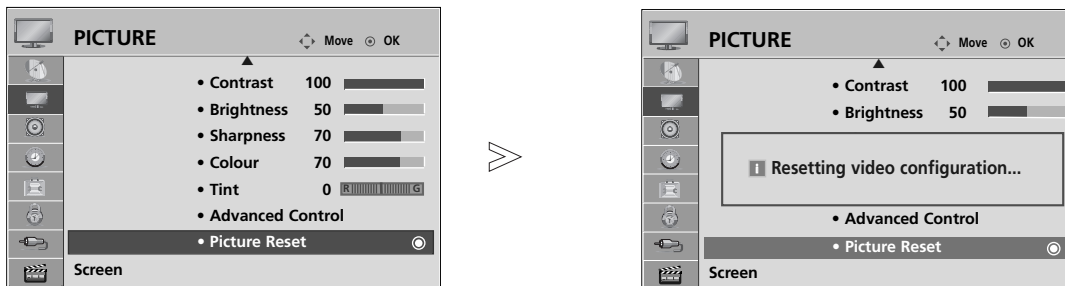 PICTURE Move OK
• Contrast 100
• Brightness 50
• Sharpness 70
• Colour 70
• Tint 0 R G
• Advanced Control
• Picture Reset
Screen
PICTURE Move OK
• Contrast 100
• Brightness 50
i Resetting video configuration...
• Advanced Control
• Picture Reset
Screen